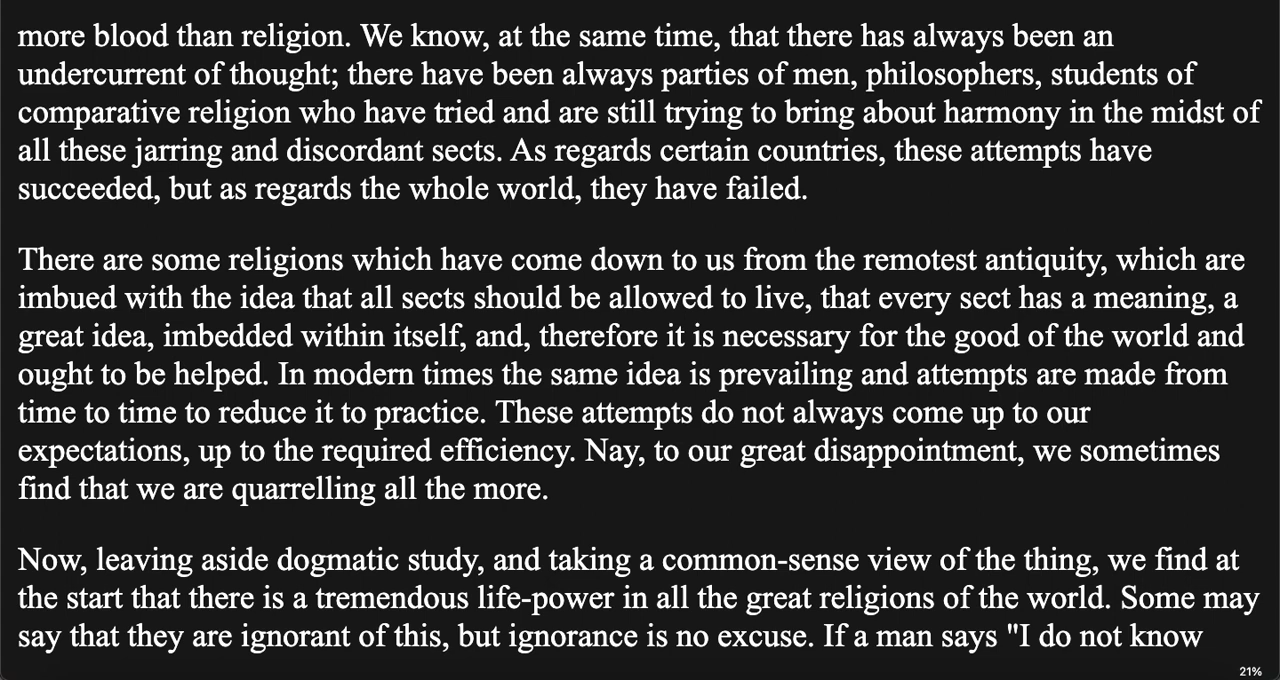 more blood than religion. We know, at the same time, that there has always been an
undercurrent of thought; there have been always parties of men, philosophers, students of
comparative religion who have tried and are still trying to bring about harmony in the midst of
all these jarring and discordant sects. As regards certain countries, these attempts have
succeeded, but as regards the whole world, they have failed.
There are some religions which have come down to us from the remotest antiquity, which are
imbued with the idea that all sects should be allowed to live, that every sect has a meaning, a
great idea, imbedded within itself, and, therefore it is necessary for the good of the world and
ought to be helped. In modern times the same idea is prevailing and attempts are made from
time to time to reduce it to practice. These attempts do not always come up to our
expectations, up to the required efficiency. Nay, to our great disappointment, we sometimes
find that we are quarrelling all the more.
Now, leaving aside dogmatic study, and taking a common-sense view of the thing, we find at
the start that there is a tremendous life-power in all the great religions of the world. Some may
say that they are ignorant of this, but ignorance is no excuse. If a man says "I do not know
21%